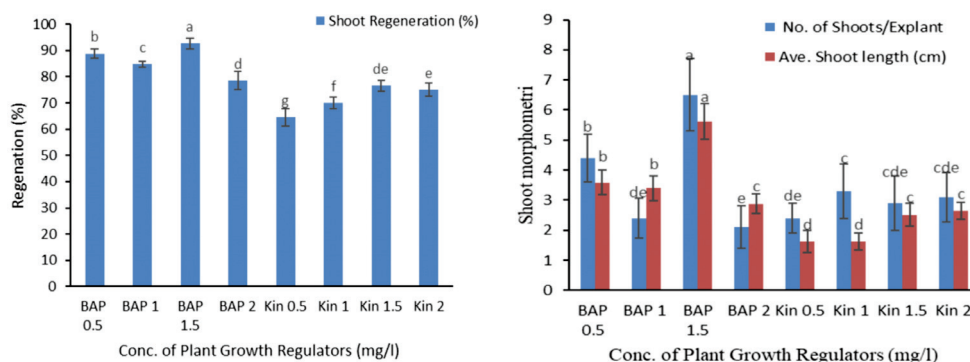 Shoot Regeneration (%)
100
90
80
70
60
50
40
30
20
10
0
Regenation (%)
b
c
a
d
g
f
de
e
BAP 0.5
BAP 1
BAP 1.5
BAP 2
Kin 0.5
Kin 1
Kin 1.5
Kin 2
Conc. of Plant Growth Regulators (mg/l)
No. of Shoots/Explant
Ave. Shoot length (cm)
9
8
7
6
5
4
3
2
1
0
Shoot morphometri
b
b
de
b
a
a
de
c
de
d
c
d
cde
c
cde
c
BAP 0.5
BAP 1
BAP 1.5
BAP 2
Kin 0.5
Kin 1
Kin 1.5
Kin 2
Conc. of Plant Growth Regulators (mg/l)